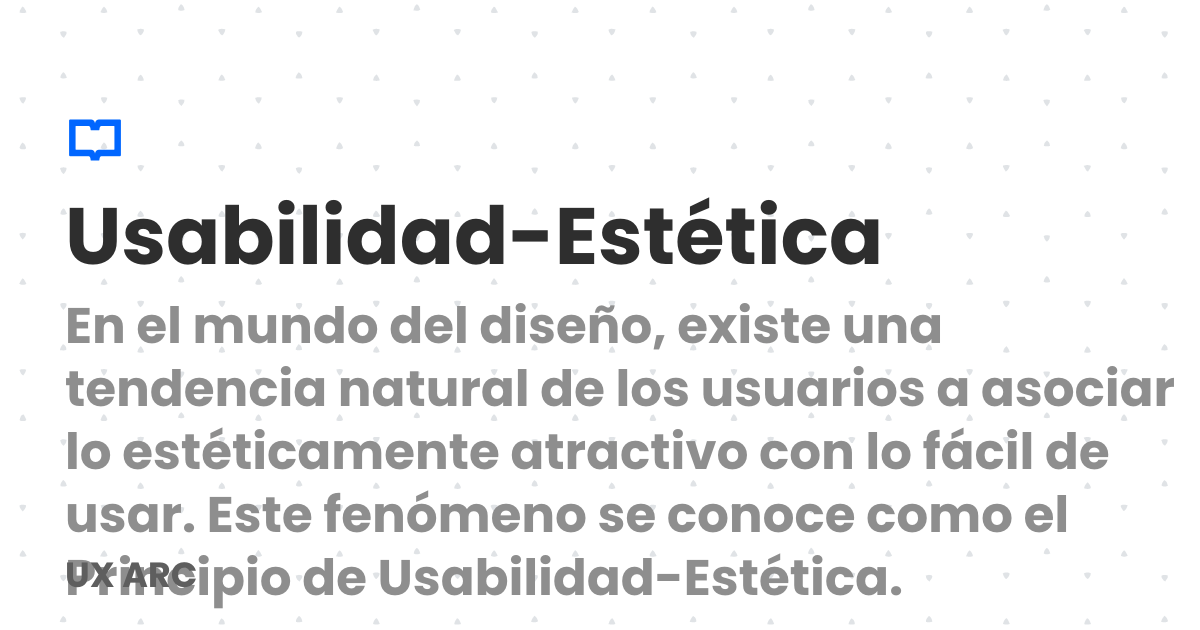 Usabilidad-Estética
En el mundo del diseño, existe una
tendencia natural de los usuarios a asociar
lo estéticamente atractivo con lo fácil de
usar. Este fenómeno se conoce como el
Principio de Usabilidad-Estética.
UX ARC